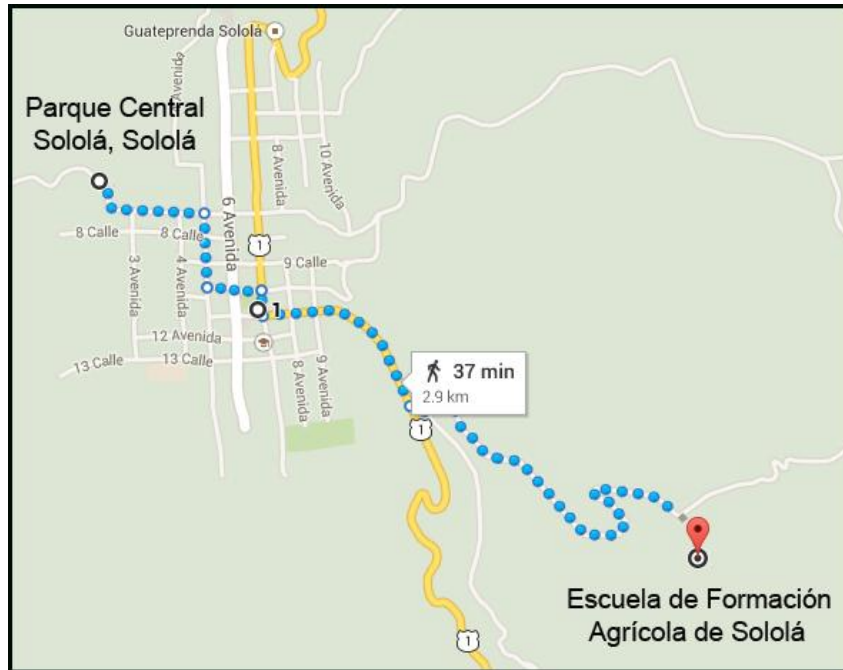 Guateprenda Sololá
Avenida
Parque Central
Sololá, Sololá
8 Avenida
10 Avenida
6 Avenida
8 Calle
8 Calle
1
9 Calle
3 Avenida
4 Avenida
1
12 Avenida
13 Calle
13 Calle
8 Avenida
9 Avenida
37 min
2.9 km
1
Escuela de Formación
Agrícola de Sololá
1